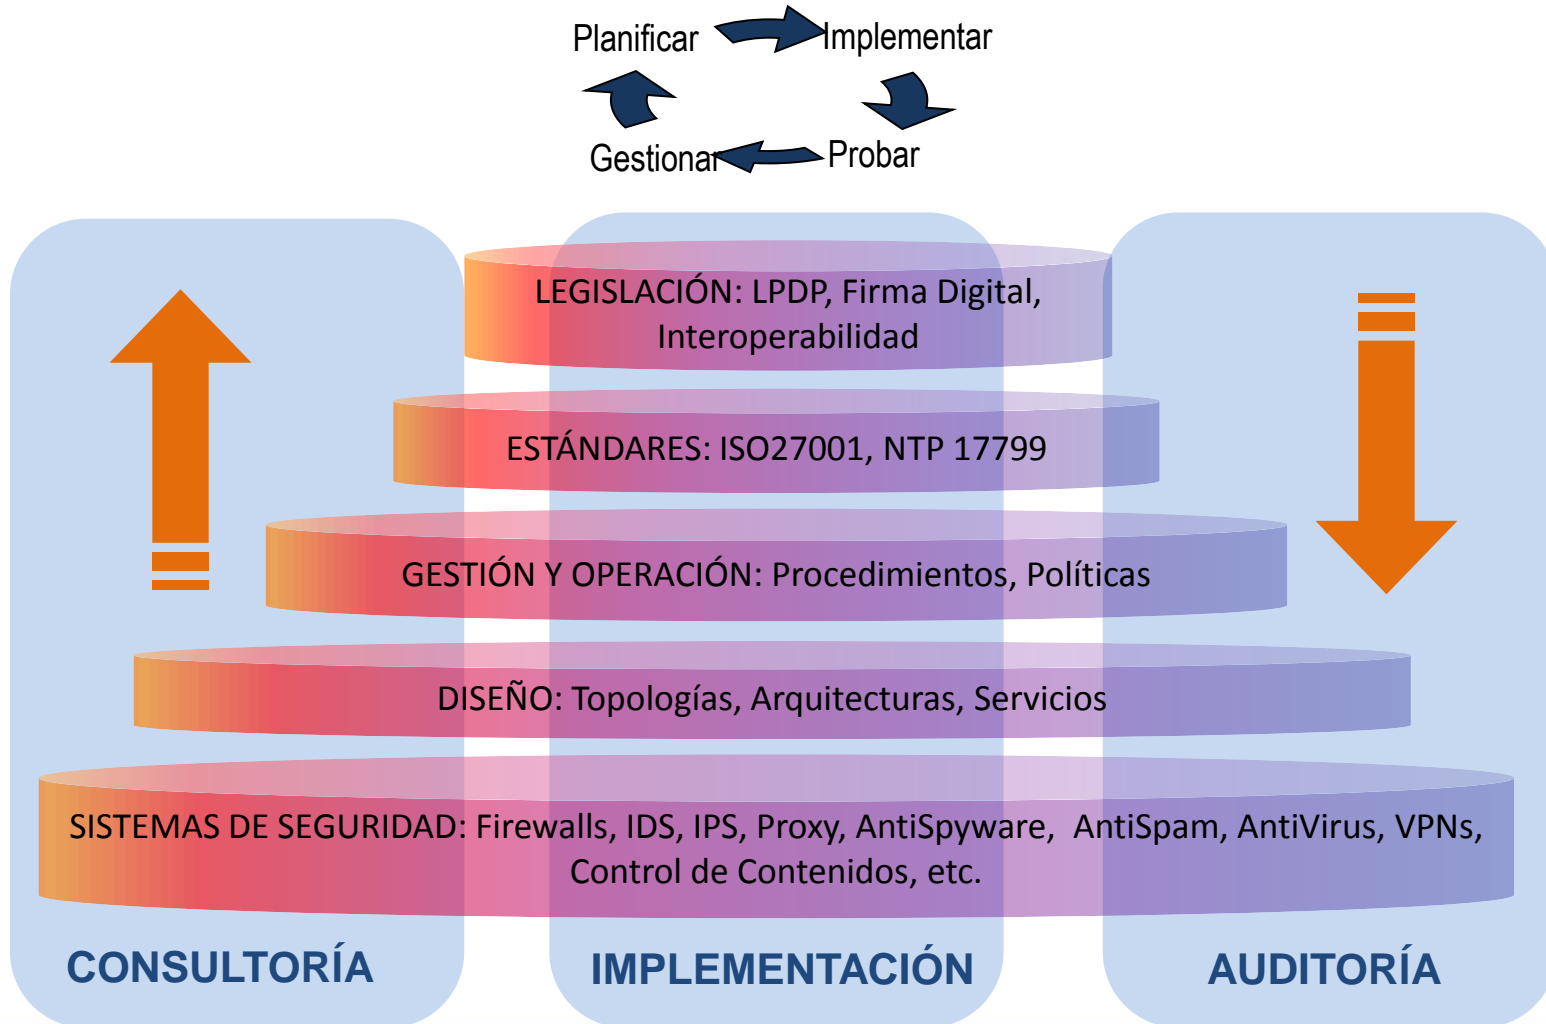 Planificar
Implementar
Gestionar
Probar
LEGISLACIÓN: LPDP, Firma Digital,
Interoperabilidad
ESTÁNDARES: ISO27001, NTP 17799
GESTIÓN Y OPERACIÓN: Procedimientos, Políticas
DISEÑO: Topologías, Arquitecturas, Servicios
SISTEMAS DE SEGURIDAD: Firewalls, IDS, IPS, Proxy, AntiSpyware, AntiSpam, AntiVirus, VPNs,
Control de Contenidos, etc.
CONSULTORÍA
IMPLEMENTACIÓN
AUDITORÍA